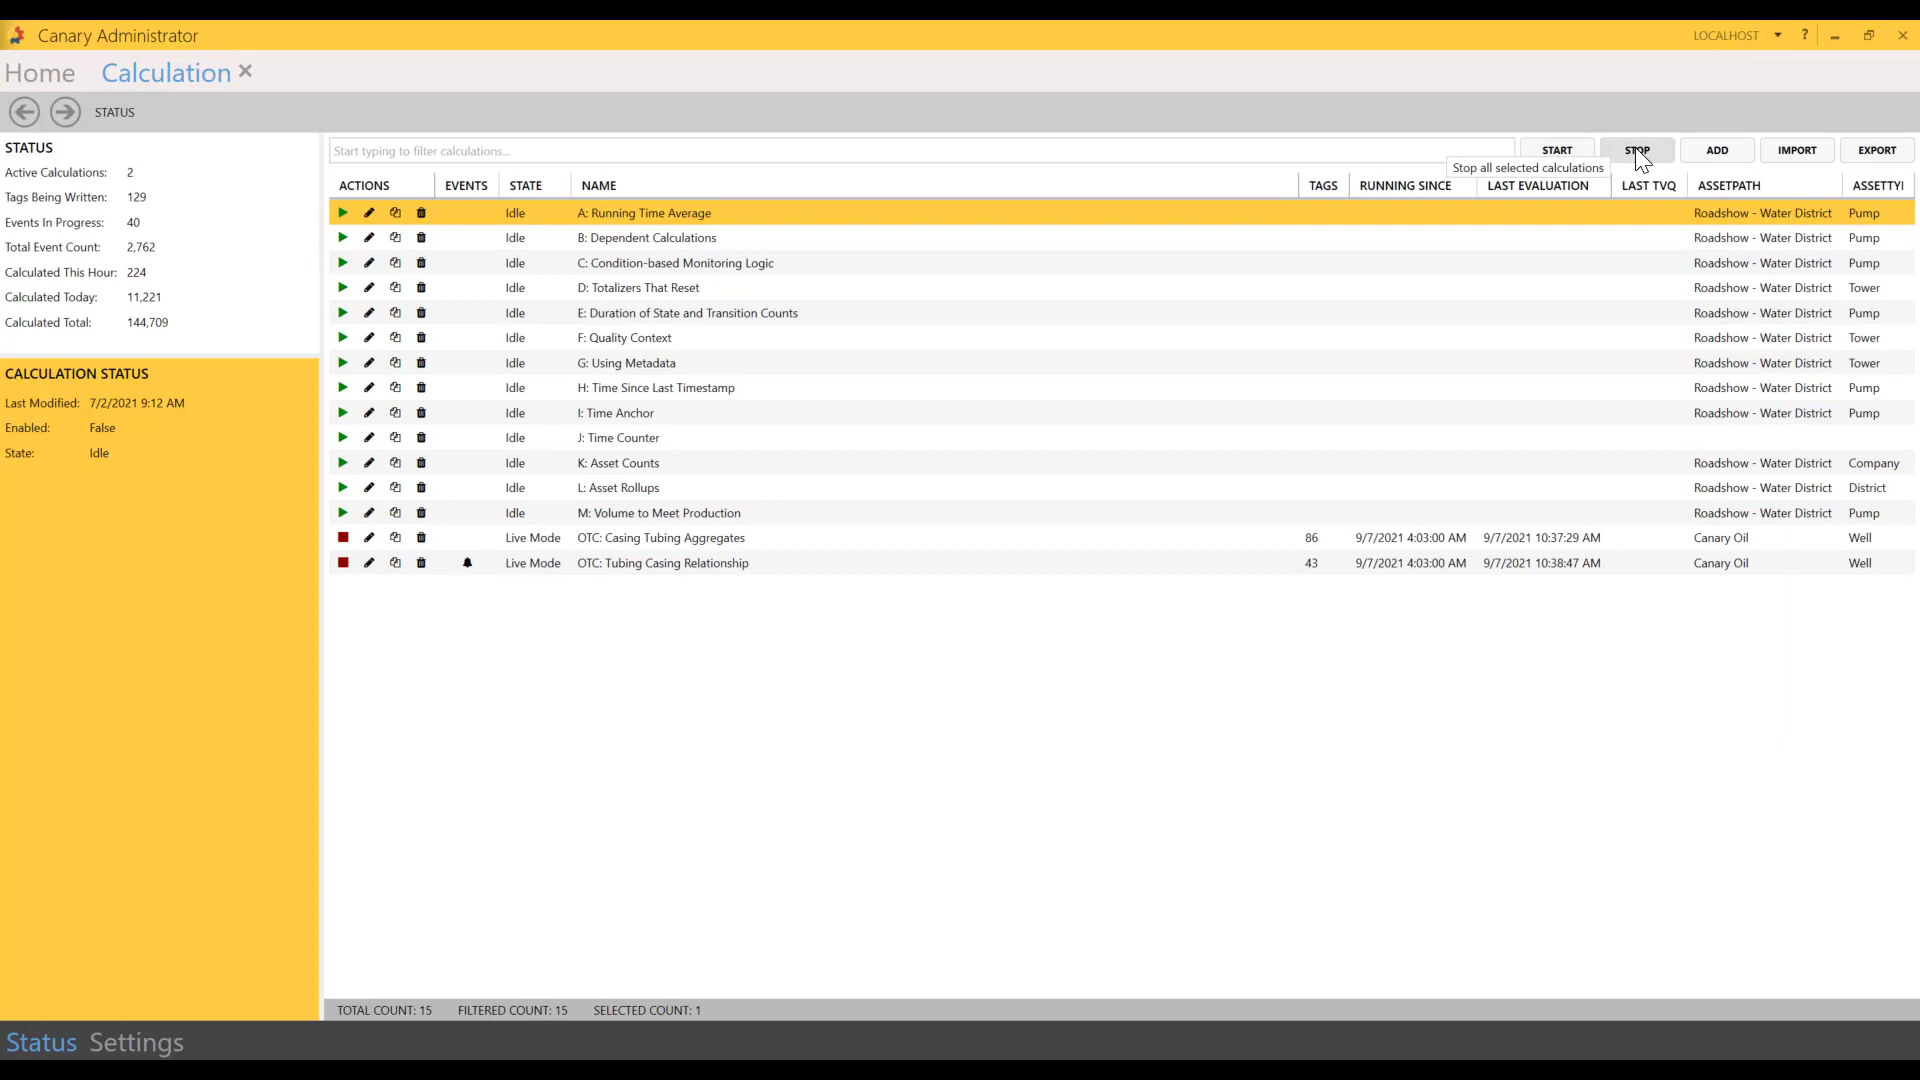 Canary Administrator
LOCALHOST ?
Home Calculation
STATUS
STATUS
Active Calculations: 2
Tags Being Written: 129
Events In Progress: 40
Total Event Count: 2,762
Calculated This Hour: 224
Calculated Today: 11,221
Calculated Total: 144,709
CALCULATION STATUS
Last Modified: 7/2/2021 9:12 AM
Enabled: False
State: Idle
Start typing to filter calculations...
START STOP ADD IMPORT EXPORT
Stop all selected calculations
ACTIONS EVENTS STATE NAME TAGS RUNNING SINCE LAST EVALUATION LAST TVQ ASSETPATH ASSETTYI
Idle A: Running Time Average Roadshow - Water District Pump
Idle B: Dependent Calculations Roadshow - Water District Pump
Idle C: Condition-based Monitoring Logic Roadshow - Water District Pump
Idle D: Totalizers That Reset Roadshow - Water District Tower
Idle E: Duration of State and Transition Counts Roadshow - Water District Pump
Idle F: Quality Context Roadshow - Water District Tower
Idle G: Using Metadata Roadshow - Water District Tower
Idle H: Time Since Last Timestamp Roadshow - Water District Pump
Idle I: Time Anchor Roadshow - Water District Pump
Idle J: Time Counter
Idle K: Asset Counts Roadshow - Water District Company
Idle L: Asset Rollups Roadshow - Water District District
Idle M: Volume to Meet Production Roadshow - Water District Pump
Live Mode OTC: Casing Tubing Aggregates 86 9/7/2021 4:03:00 AM 9/7/2021 10:37:29 AM Canary Oil Well
Live Mode OTC: Tubing Casing Relationship 43 9/7/2021 4:03:00 AM 9/7/2021 10:38:47 AM Canary Oil Well
TOTAL COUNT: 15 FILTERED COUNT: 15 SELECTED COUNT: 1
Status Settings